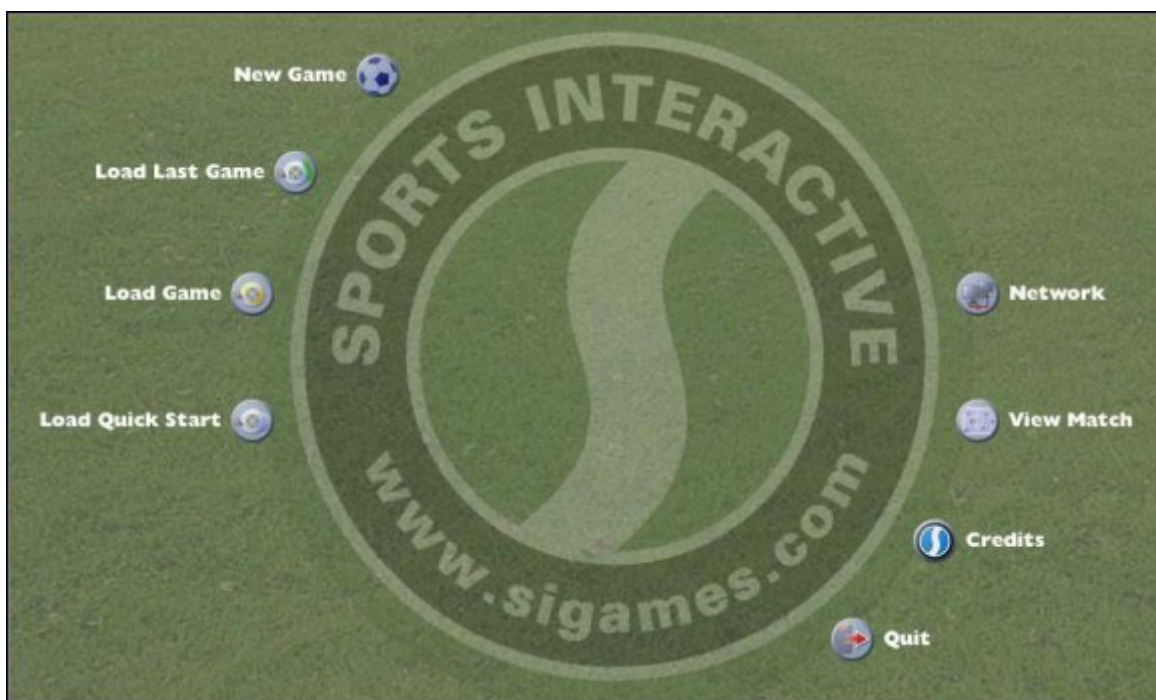 New Game
Load Last Game
Load Game
Load Quick Start
SPORTS INTERACTIVE
www.sigames.com
Network
View Match
Credits
Quit